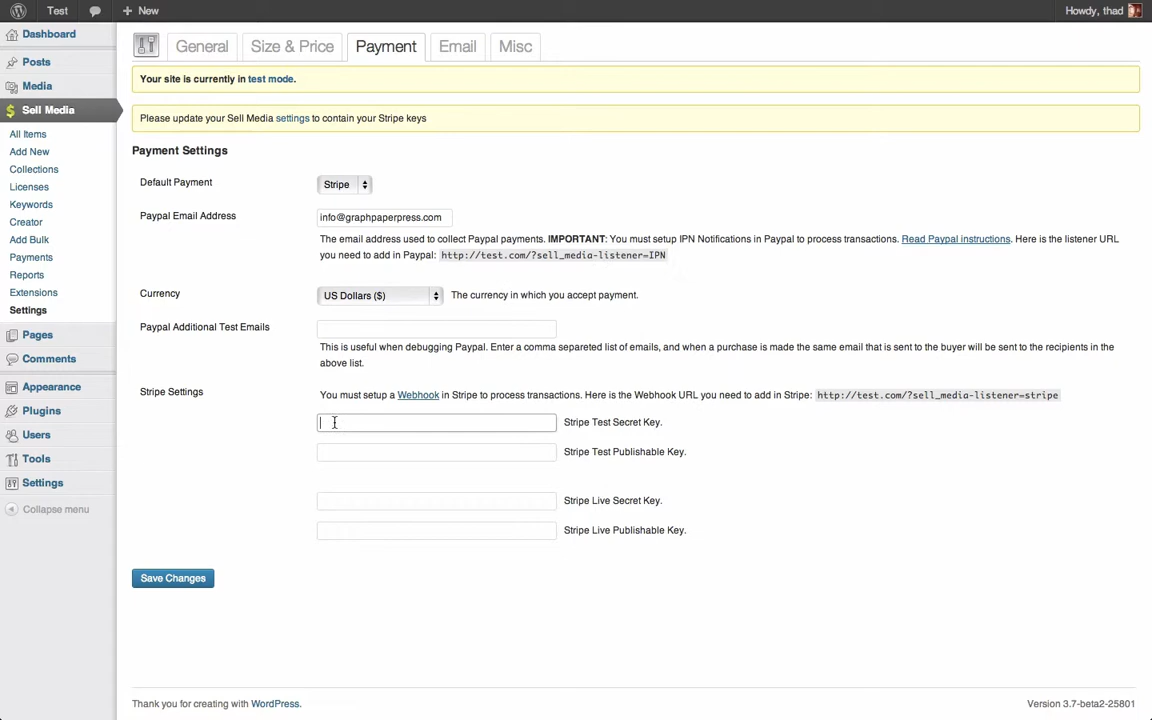 Test
New
Howdy, thad
Dashboard
Posts
Media
$ Sell Media
All Items
Add New
Collections
Licenses
Keywords
Creator
Add Bulk
Payments
Reports
Extensions
Settings
Pages
Comments
Appearance
Plugins
Users
Tools
Settings
Collapse menu
General
Size & Price
Payment
Email
Misc
Your site is currently in test mode.
Please update your Sell Media settings to contain your Stripe keys
Payment Settings
Default Payment
Stripe
Paypal Email Address
info@graphpaperpress.com
The email address used to collect Paypal payments. IMPORTANT: You must setup IPN Notifications in Paypal to process transactions. Read Paypal instructions. Here is the listener URL
you need to add in Paypal: http://test.com/?sell_media-listener=IPN
Currency
US Dollars ($)
The currency in which you accept payment.
Paypal Additional Test Emails
This is useful when debugging Paypal. Enter a comma separeted list of emails, and when a purchase is made the same email that is sent to the buyer will be sent to the recipients in the
above list.
Stripe Settings
You must setup a Webhook in Stripe to process transactions. Here is the Webhook URL you need to add in Stripe: http://test.com/?sell_media-listener=stripe
Stripe Test Secret Key.
Stripe Test Publishable Key.
Stripe Live Secret Key.
Stripe Live Publishable Key.
Save Changes
Thank you for creating with WordPress.
Version 3.7-beta2-25801